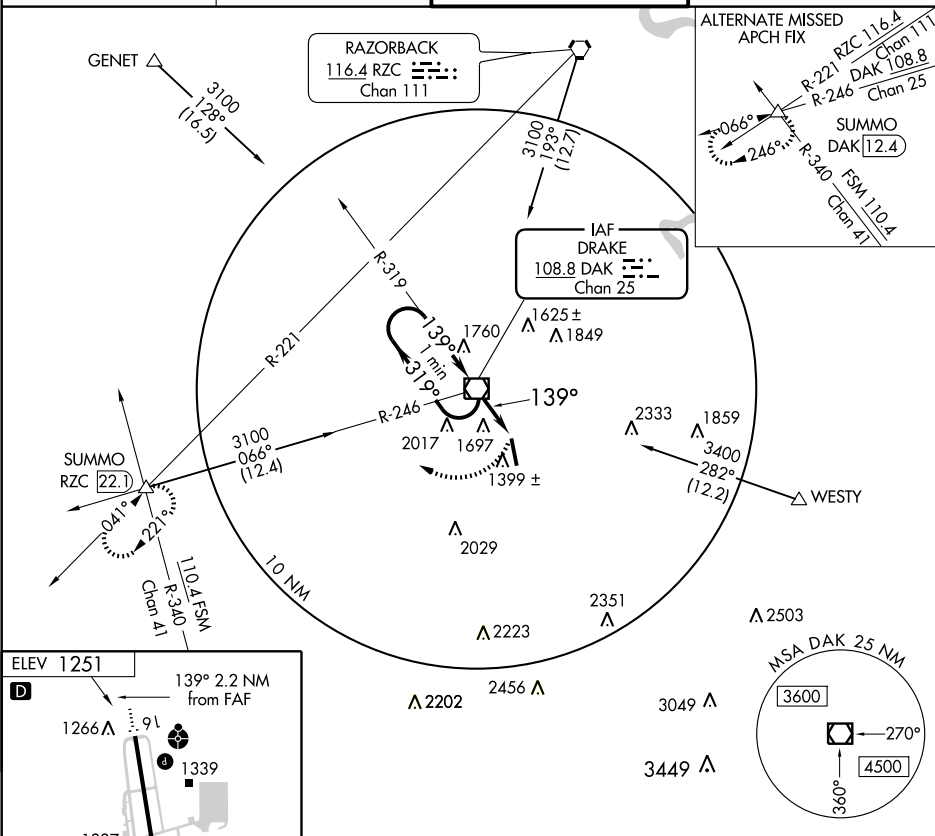 GENET
3100
128°
(16.5)
RAZORBACK
116.4 RZC
Chan 111
3100
193°
(12.7)
ALTERNATE MISSED
APCH FIX
R-221 RZC 116.4
Chan 111
R-246 DAK 108.8
Chan 25
066°
246°
SUMMO
DAK 12.4
R-340 FSM 110.4
Chan 41
IAF
DRAKE
108.8 DAK
Chan 25
R-319
R-221
139°
1 min
319°
1760
1625 ±
1849
139°
R-246
2017
1697
1399 ±
2333
1859
3400
282°
(12.2)
WESTY
3100
066°
(12.4)
SUMMO
RZC 22.1
041°
221°
110.4 FSM
R-340
Chan 41
2029
10 NM
2351
2223
2503
2202
2456
3049
3449
MSA DAK 25 NM
3600
270°
4500
360°
ELEV 1251
D
139° 2.2 NM
from FAF
1266
16
P
1339